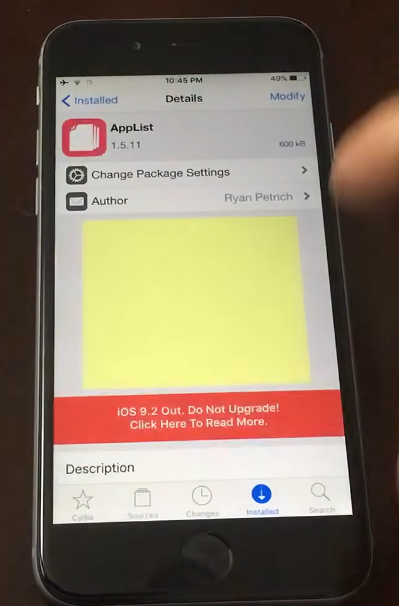 10:45 PM
49%
Installed
Details
Modify
AppList
1.5.11
600 kB
Change Package Settings
Author
Ryan Petrich
iOS 9.2 Out. Do Not Upgrade!
Click Here To Read More.
Description
Cydia
Sources
Changes
Installed
Search